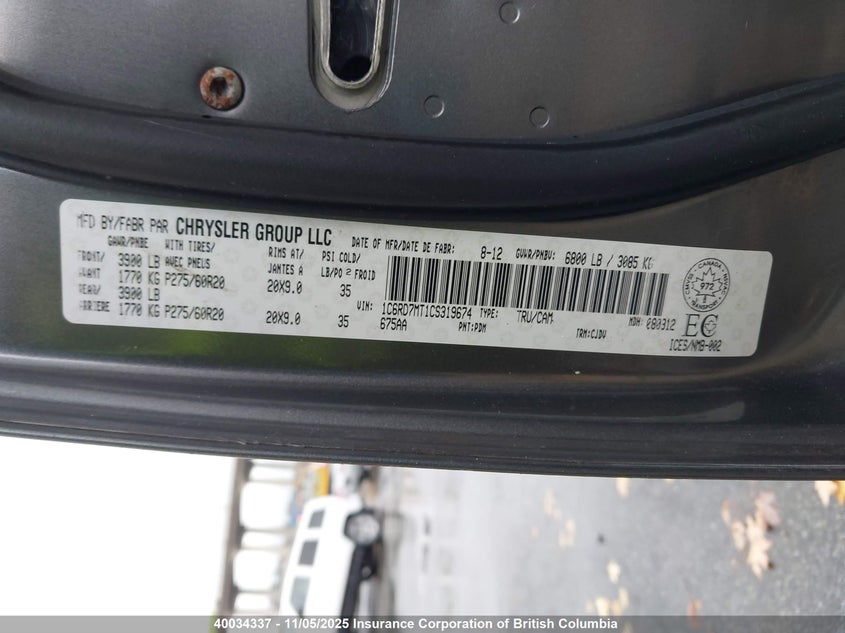 MFD BY/FABR PAR CHRYSLER GROUP LLC
DATE OF MFR/DATE DE FABR: 8-12 GVWR/PNBV: 6800 LB / 3085 KG
GAWR/PNBE WITH TIRES/ RIMS AT/ PSI COLD/
AVEC PNEUS JANTES A LB/PO² FROID
FRONT/ 3900 LB
AVANT 1770 KG P275/60R20 20X9.0 35
REAR/ 3900 LB
ARRIERE 1770 KG P275/60R20 20X9.0 35
VIN: 1C6RD7MT1CS319674 TYPE: TRU/CAM MDH: 080312
675AA PNT:PDM TRM:CJDV
CANADA
TRANSPORT
972
EC
ICES/NMB-002
40034337 - 11/05/2025 Insurance Corporation of British Columbia